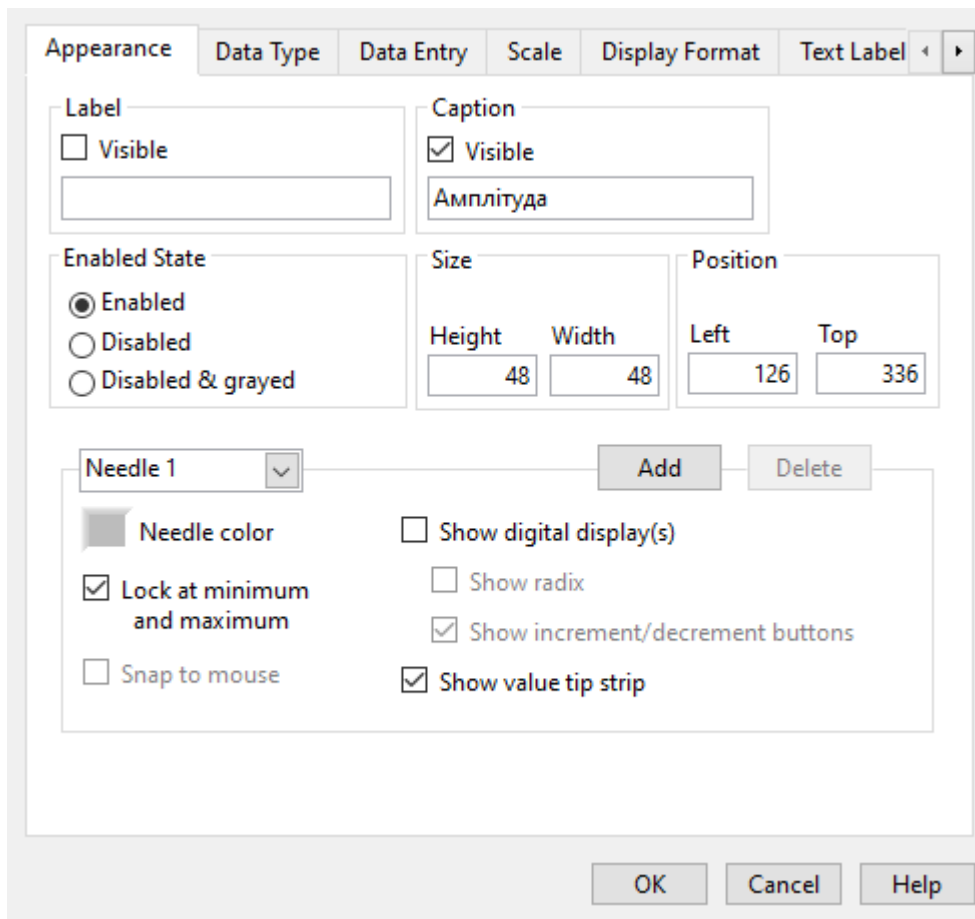 Appearance Data Type Data Entry Scale Display Format Text Label
Label Caption
Visible Visible
Амплітуда
Enabled State Size Position
Enabled
Disabled Height Width Left Top
Disabled & grayed 48 48 126 336
Needle 1 Add Delete
Needle color Show digital display(s)
Lock at minimum Show radix
and maximum Show increment/decrement buttons
Snap to mouse Show value tip strip
OK Cancel Help